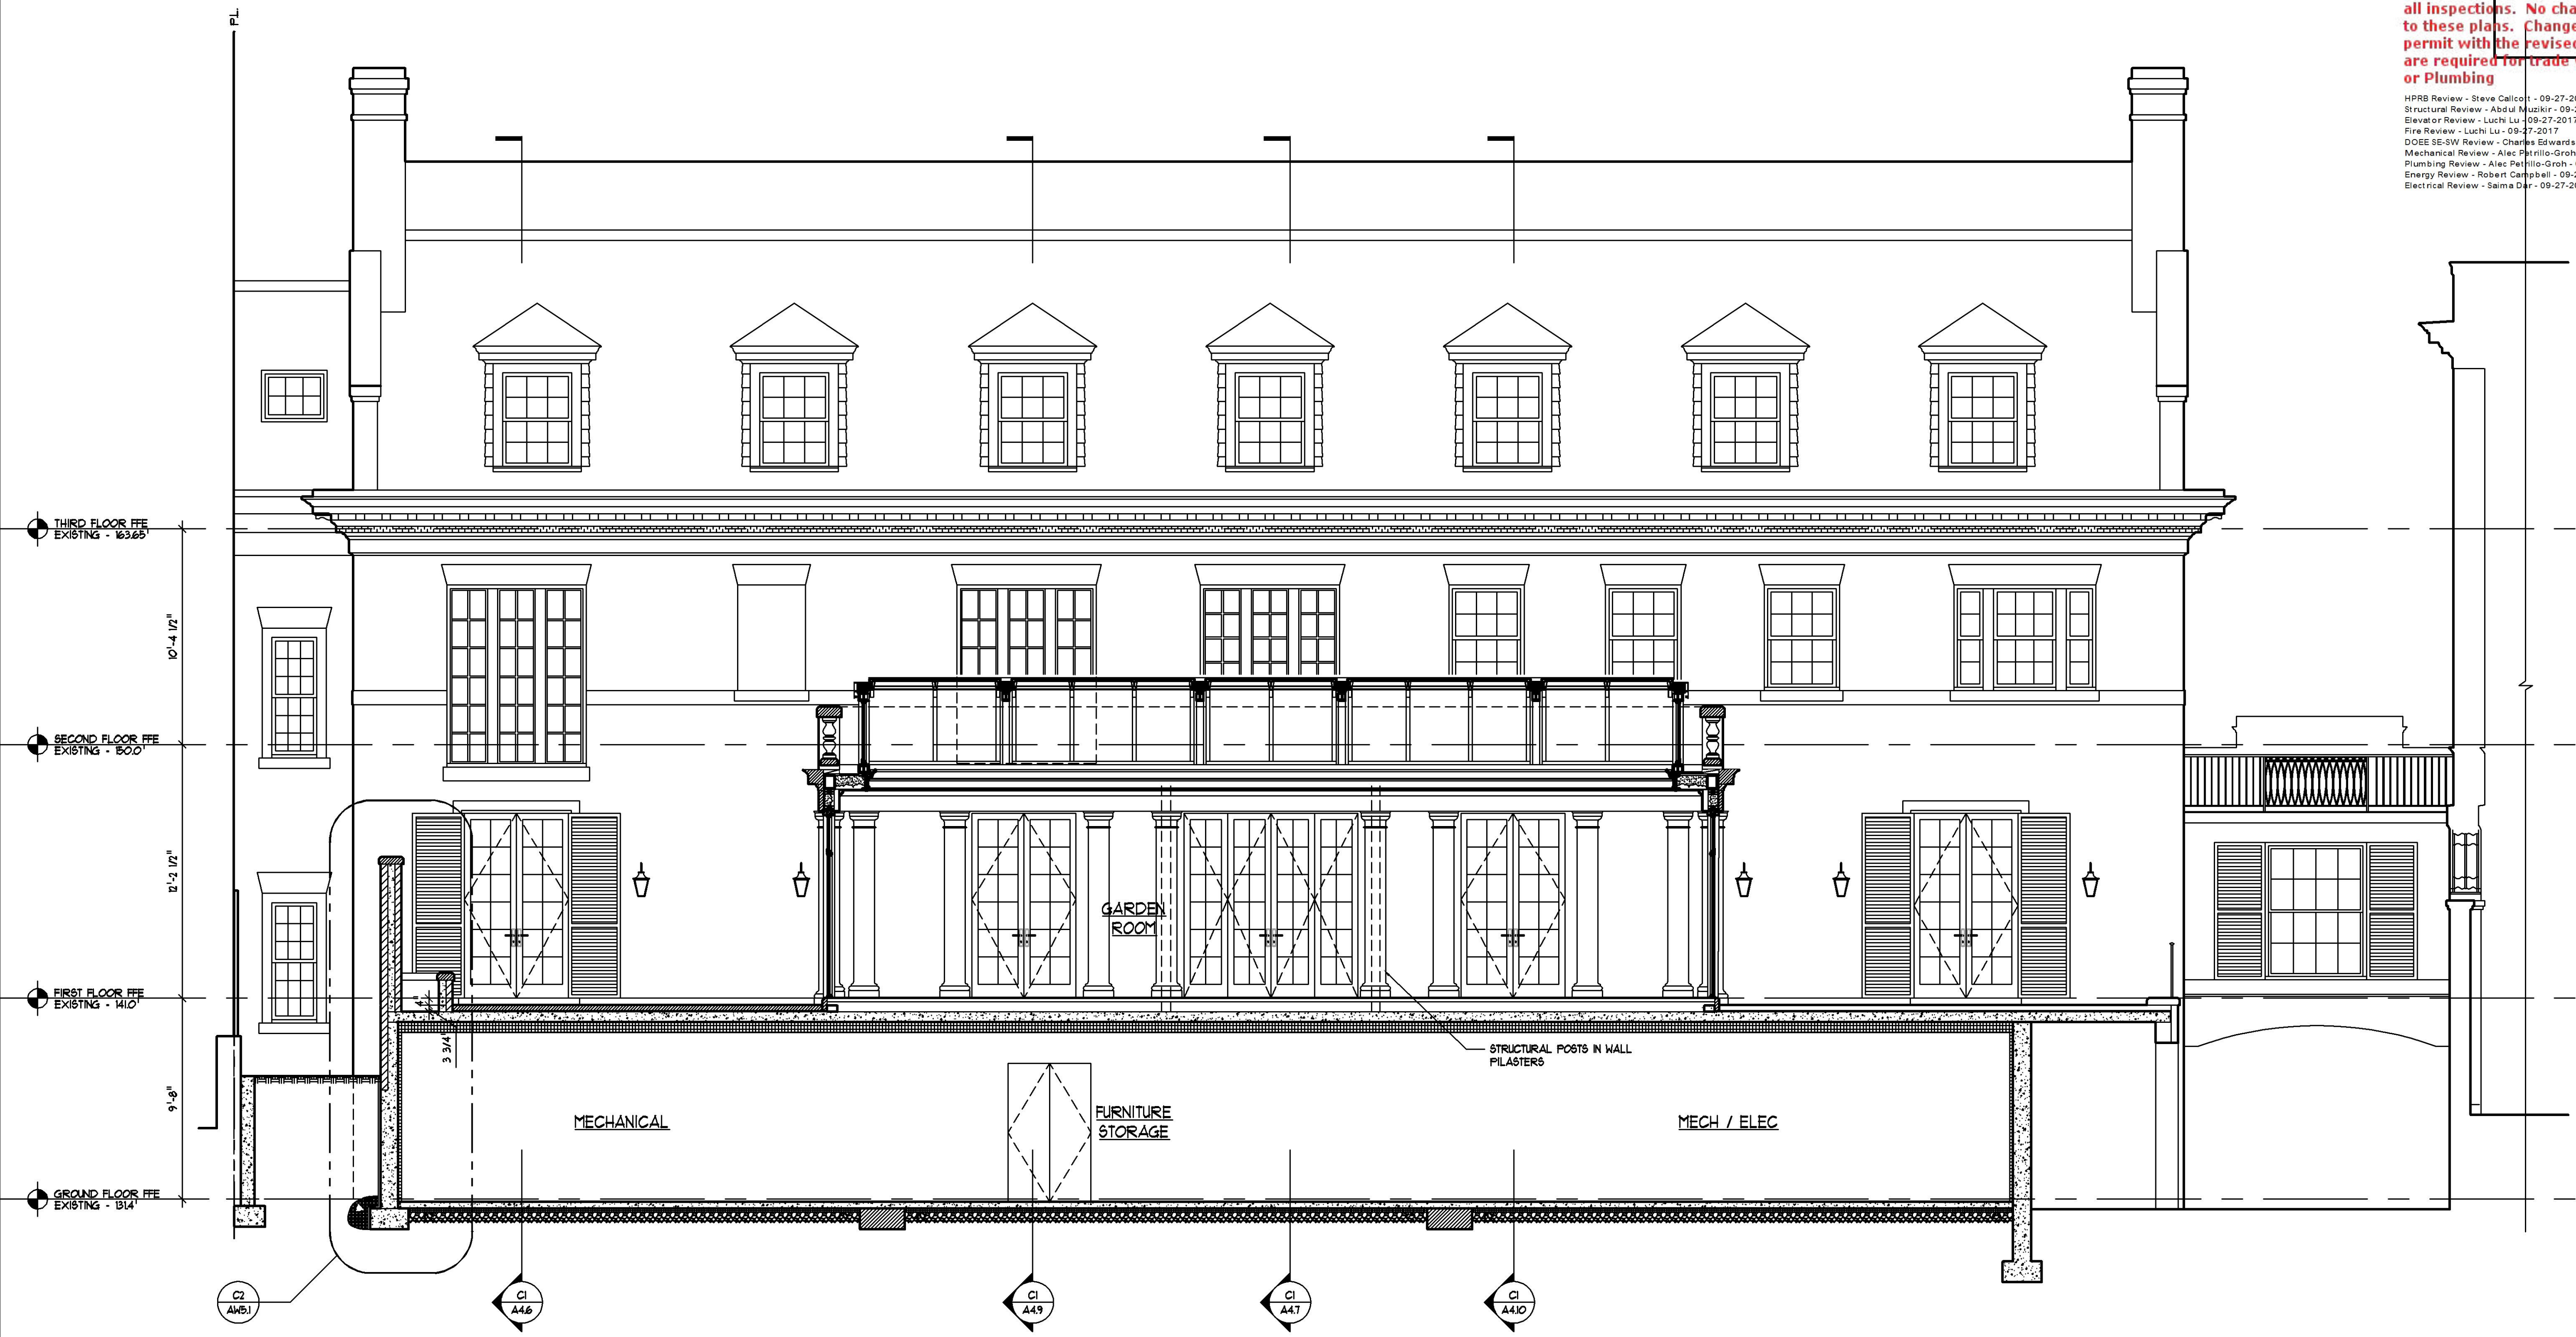 PL
all inspections. No cha
to these plans. Change
permit with the revised
are required for trade
or Plumbing
HPRB Review - Steve Callcott - 09-27-20
Structural Review - Abdul Muzikir - 09-2
Elevator Review - Luchi Lu - 09-27-2017
Fire Review - Luchi Lu - 09-27-2017
DOEE SE-SW Review - Charles Edwards
Mechanical Review - Alec Petrillo-Groh
Plumbing Review - Alec Petrillo-Groh -
Energy Review - Robert Campbell - 09-2
Electrical Review - Saima Dar - 09-27-20
THIRD FLOOR FFE
EXISTING - 163.65'
10'-4 1/2"
SECOND FLOOR FFE
EXISTING - 150.0'
12'-2 1/2"
GARDEN
ROOM
FIRST FLOOR FFE
EXISTING - 141.0'
4"
3 3/4"
STRUCTURAL POSTS IN WALL
PILASTERS
9'-8"
MECHANICAL
FURNITURE
STORAGE
MECH / ELEC
GROUND FLOOR FFE
EXISTING - 131.4'
C2
AW5.1
C1
A4.6
C1
A4.9
C1
A4.7
C1
A4.10